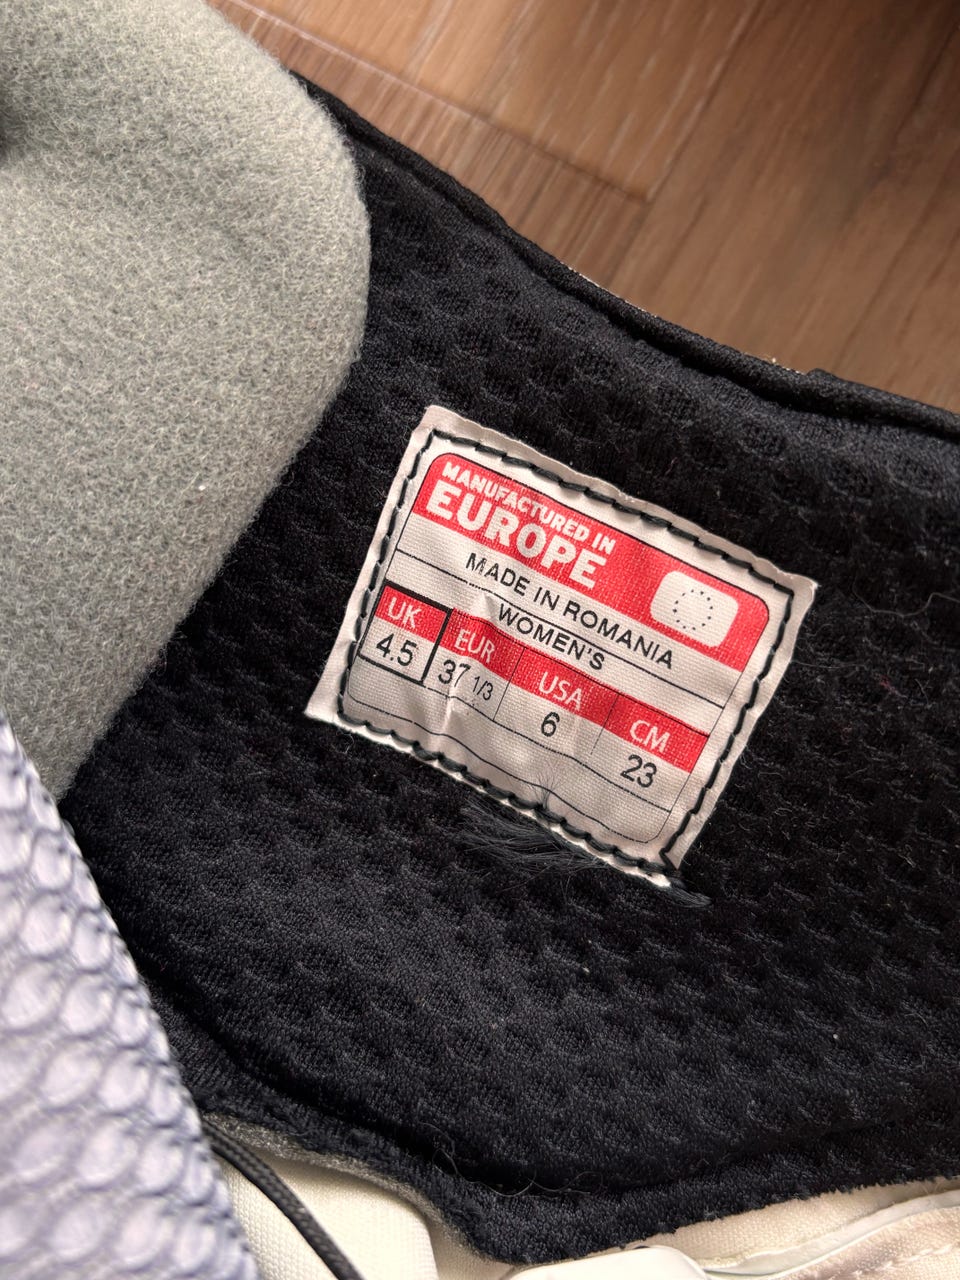 MANUFACTURED IN
EUROPE
MADE IN ROMANIA
WOMEN'S
UK EUR USA CM
4.5 37 1/3 6 23